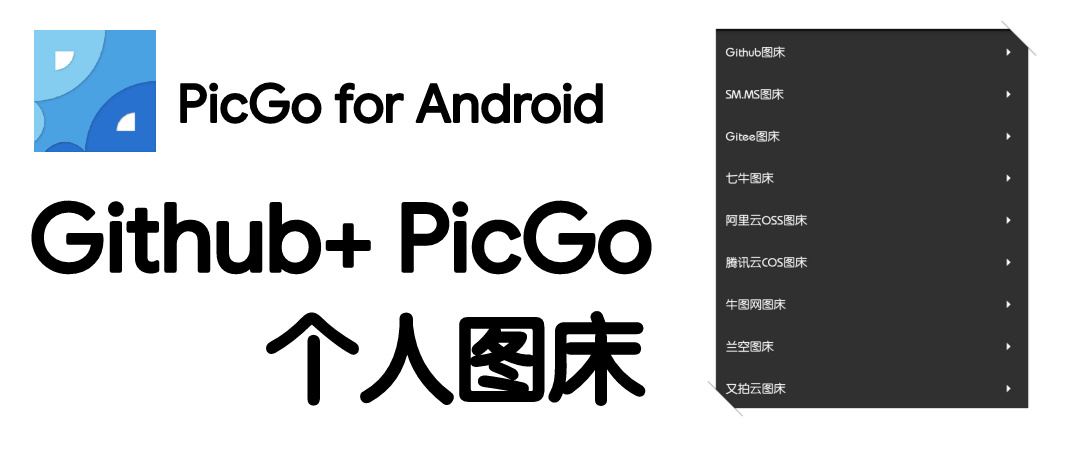 PicGo for Android
Github+ PicGo
个人图床
Github图床
SM.MS图床
Gitee图床
七牛图床
阿里云OSS图床
腾讯云COS图床
牛图网图床
兰空图床
又拍云图床